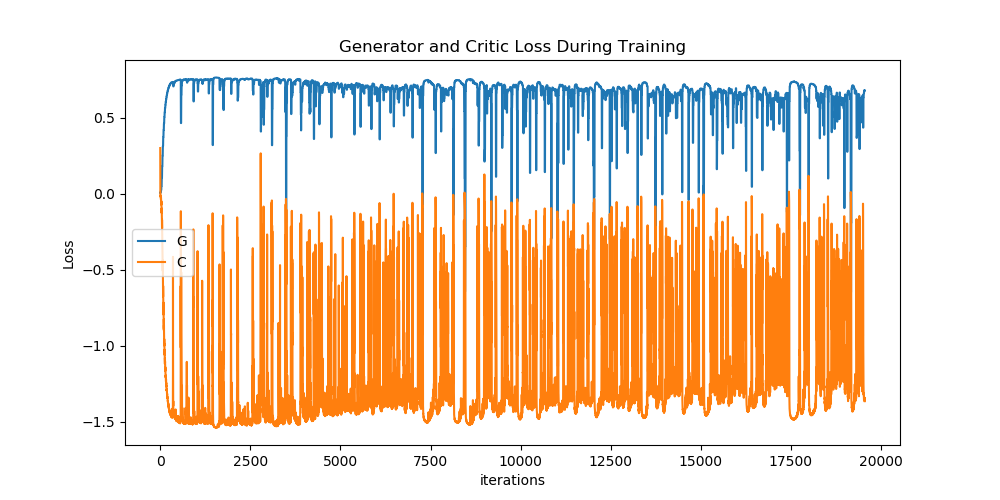 Generator and Critic Loss During Training
Loss
0.5
0.0
−0.5
−1.0
−1.5
G
C
0 2500 5000 7500 10000 12500 15000 17500 20000
iterations